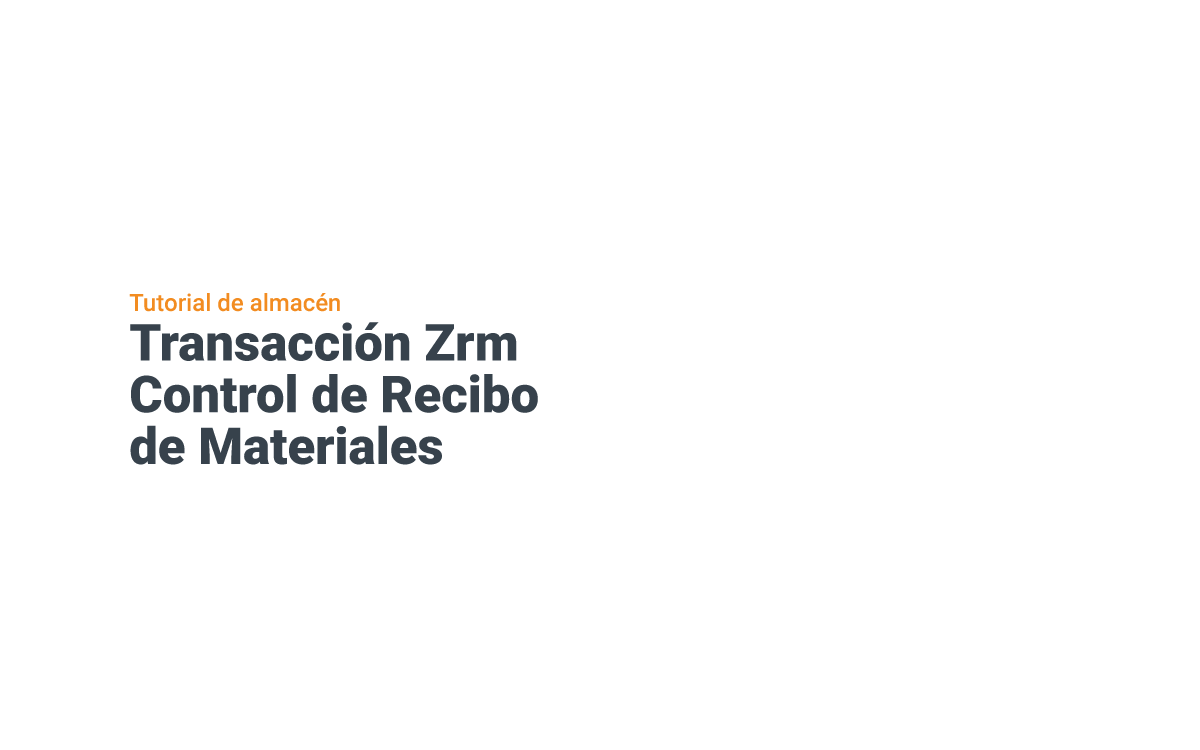 Tutorial de almacén
Transacción Zrm
Control de Recibo
de Materiales